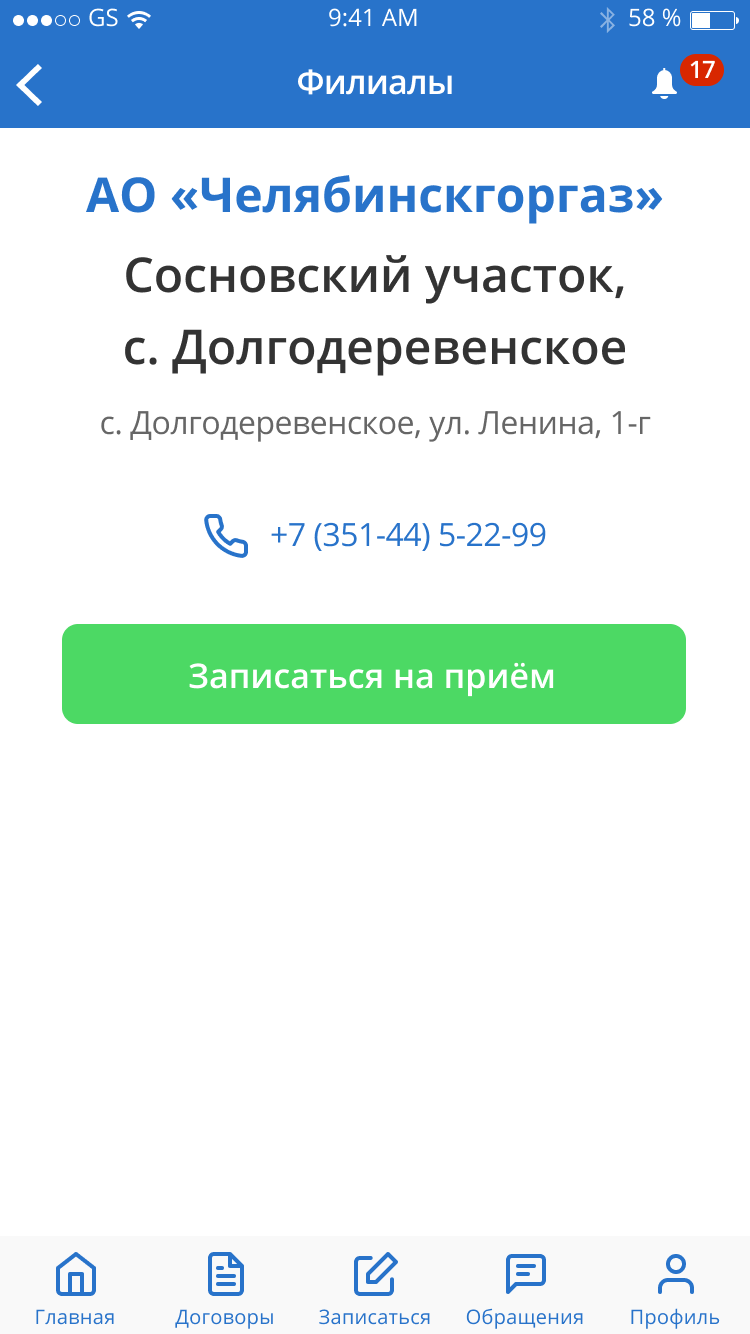 GS 9:41 AM 58 %
Филиалы 17
АО «Челябинскгоргаз»
Сосновский участок,
с. Долгодеревенское
с. Долгодеревенское, ул. Ленина, 1-г
+7 (351-44) 5-22-99
Записаться на приём
Главная Договоры Записаться Обращения Профиль